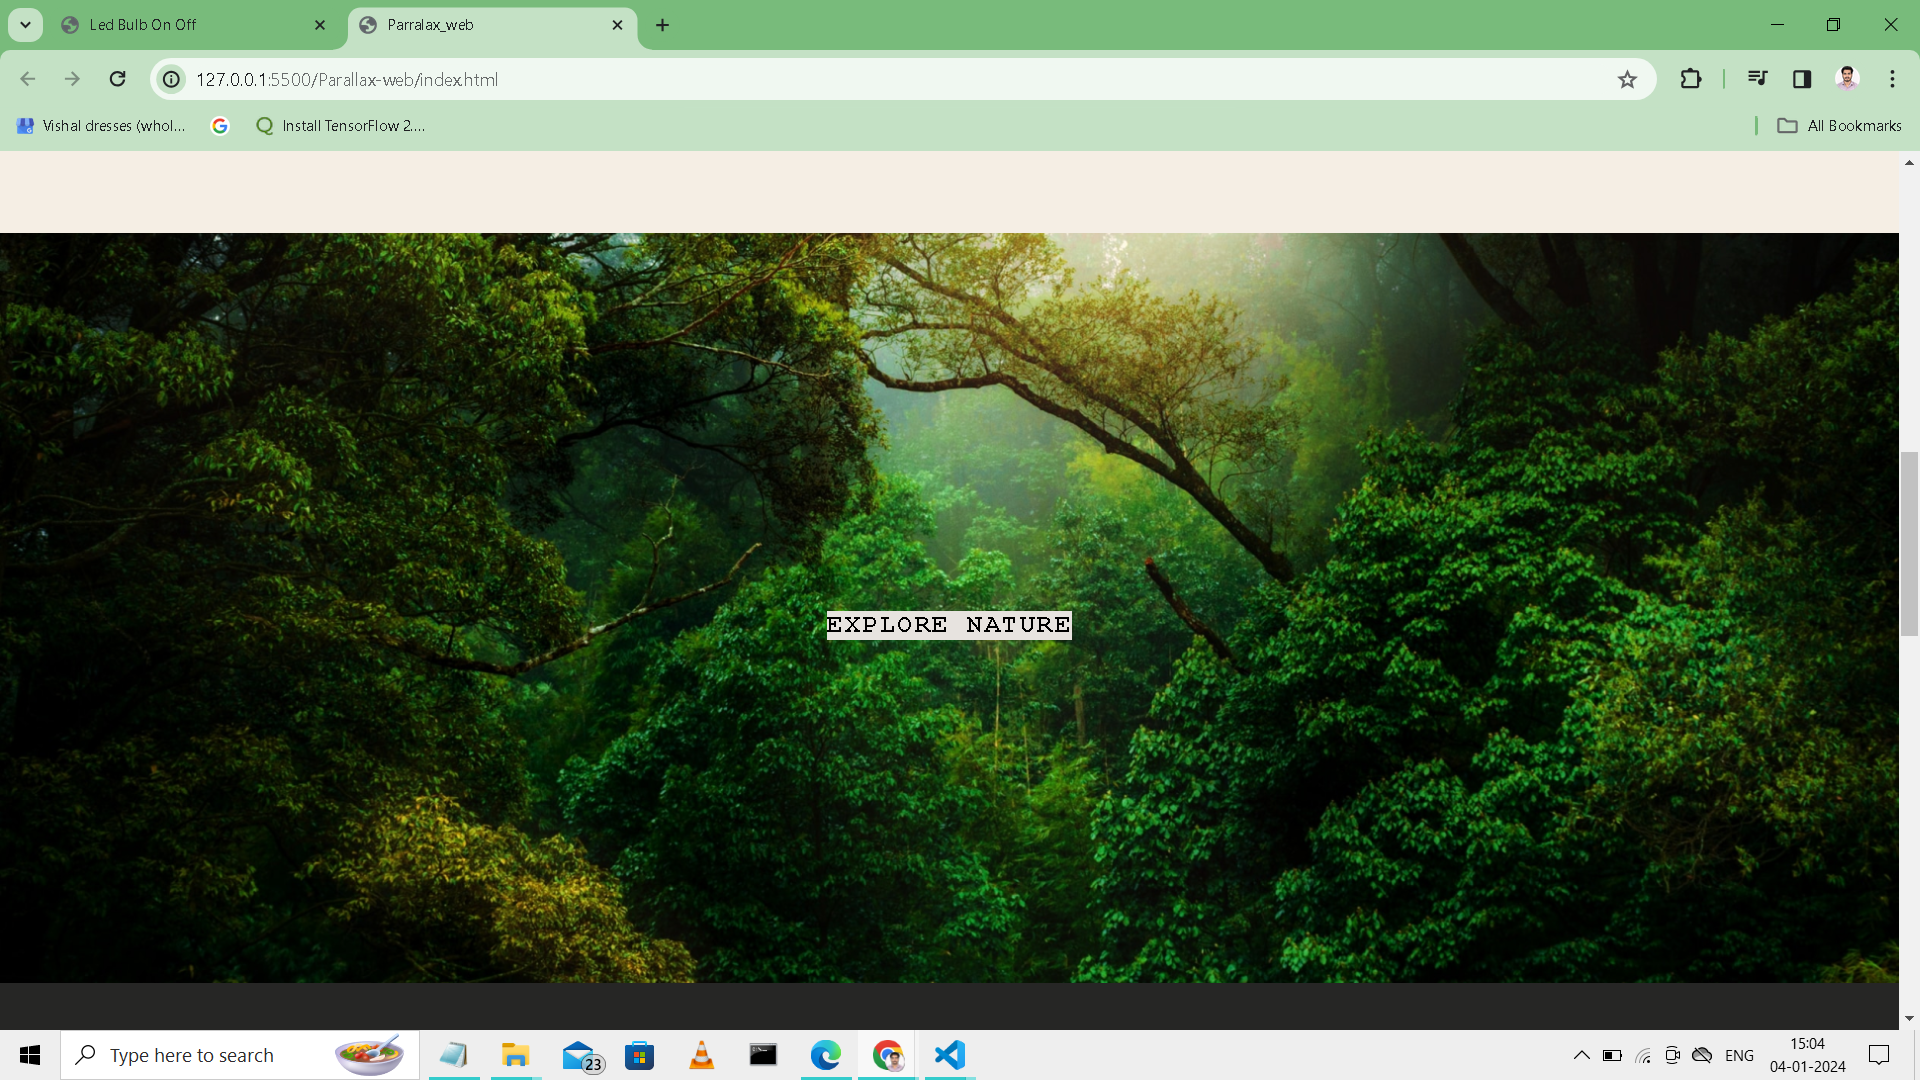 Led Bulb On Off
Parralax_web
127.0.0.1:5500/Parallax-web/index.html
Vishal dresses (whol...
Install TensorFlow 2....
All Bookmarks
EXPLORE NATURE
Type here to search
23
ENG
15:04
04-01-2024